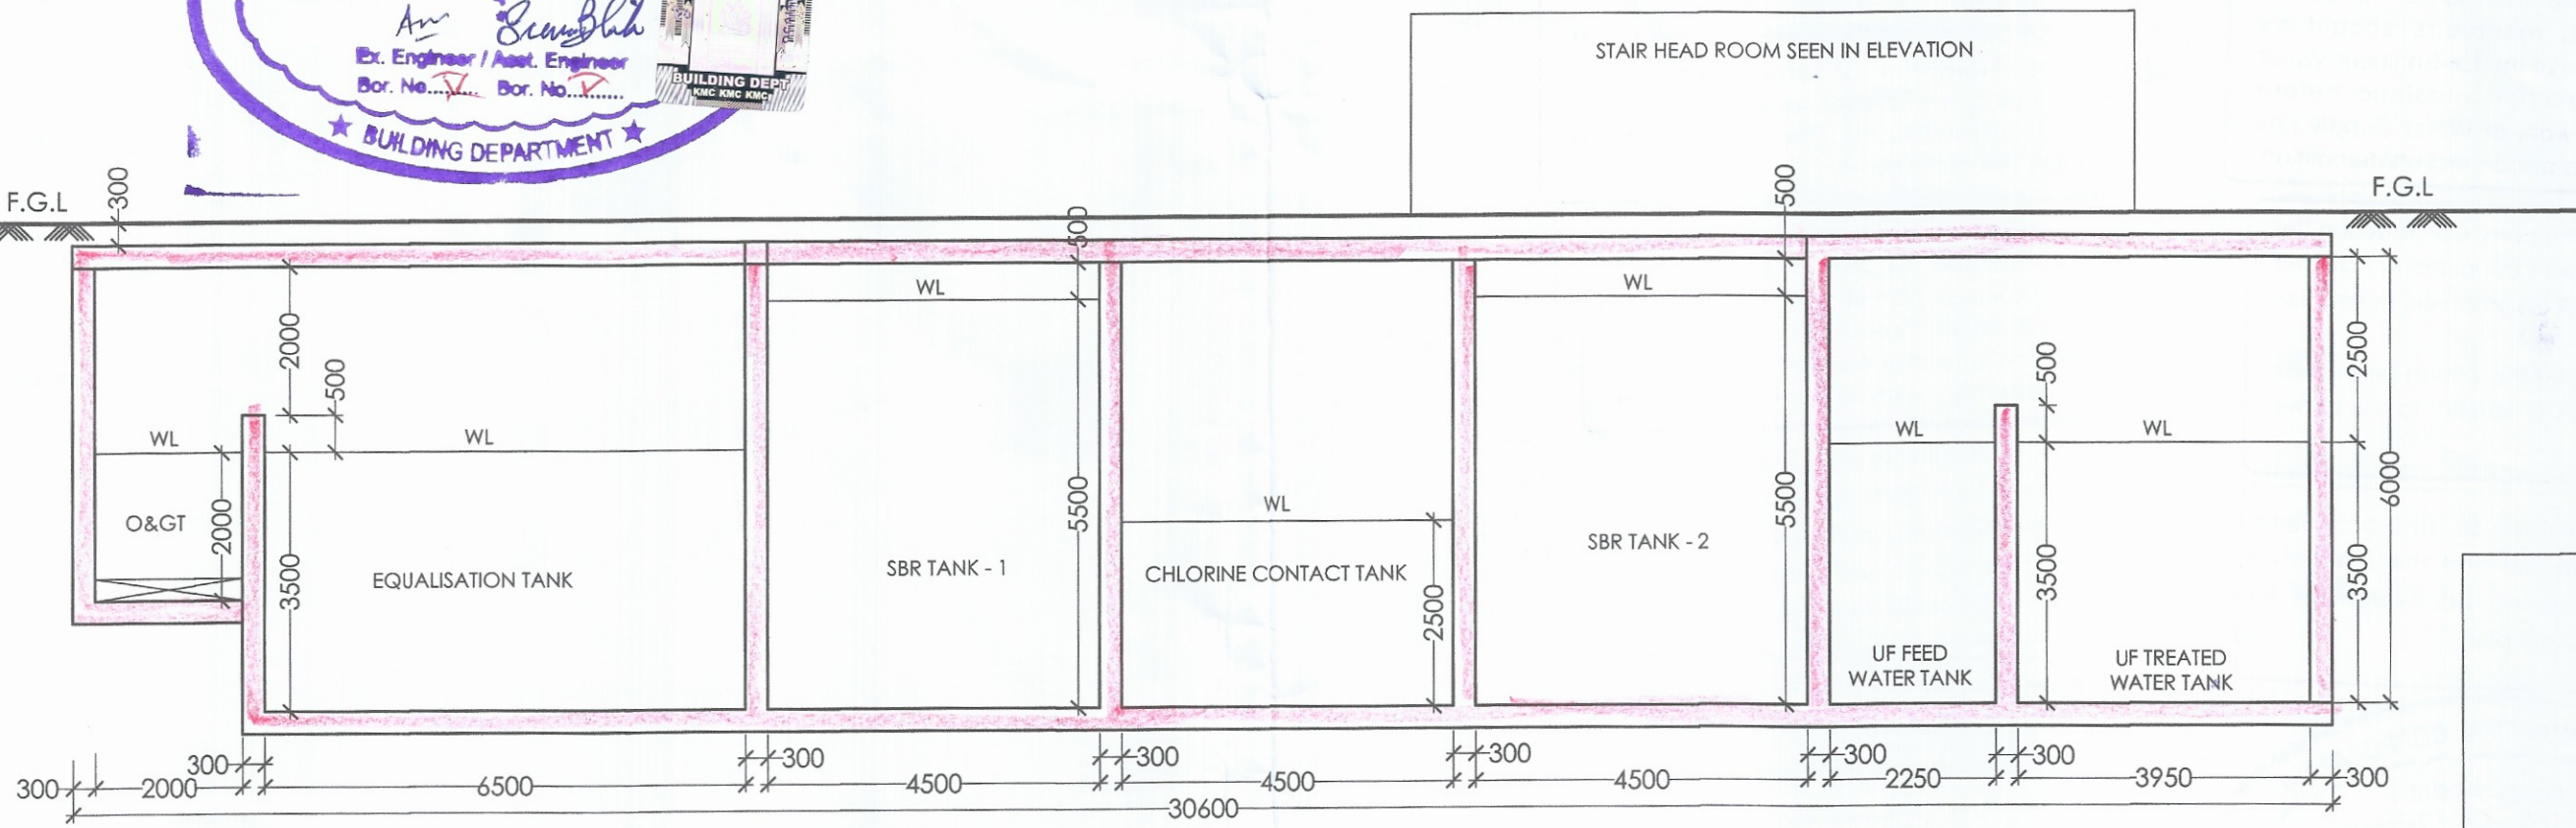 Ex. Engineer / Asst. Engineer
Bor. No.......... Bor. No..........
★ BUILDING DEPARTMENT ★
BUILDING DEPT
KMC KMC KMC
STAIR HEAD ROOM SEEN IN ELEVATION
F.G.L
300
500
500
F.G.L
WL
WL
2000
500
500
2500
WL
WL
WL
WL
6000
O&GT
2000
5500
WL
5500
3500
EQUALISATION TANK
SBR TANK - 1
CHLORINE CONTACT TANK
SBR TANK - 2
2500
3500
3500
UF FEED
WATER TANK
UF TREATED
WATER TANK
300
300
300
300
300
300
300
2000
6500
4500
4500
4500
2250
3950
300
30600